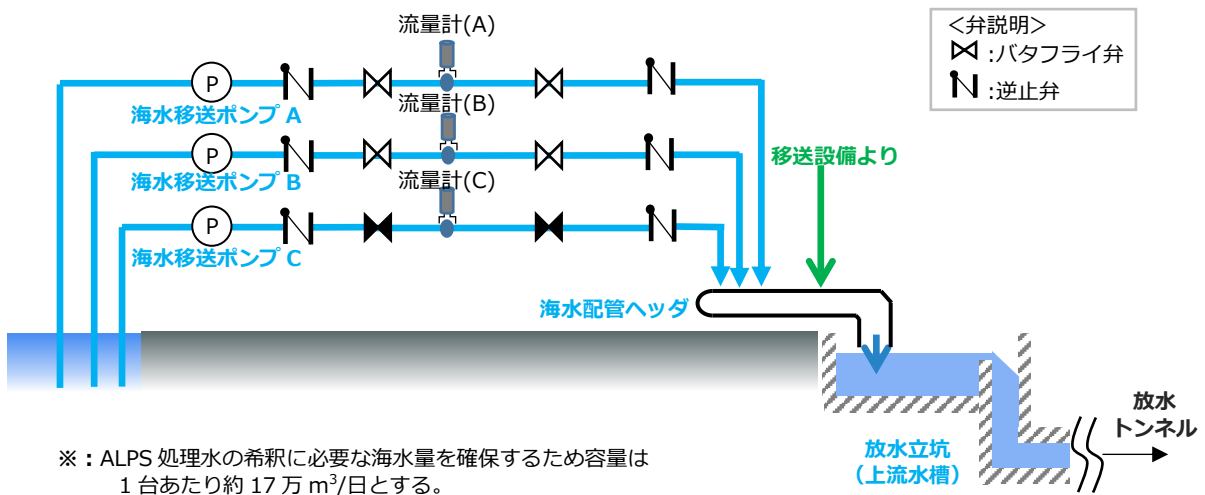 流量計(A)
<弁説明>
:バタフライ弁
:逆止弁
P
海水移送ポンプ A
流量計(B)
P
海水移送ポンプ B
移送設備より
流量計(C)
P
海水移送ポンプ C
海水配管ヘッダ
放水
トンネル
放水立坑
(上流水槽)
※:ALPS 処理水の希釈に必要な海水量を確保するため容量は
1 台あたり約 17 万 m³/日とする。